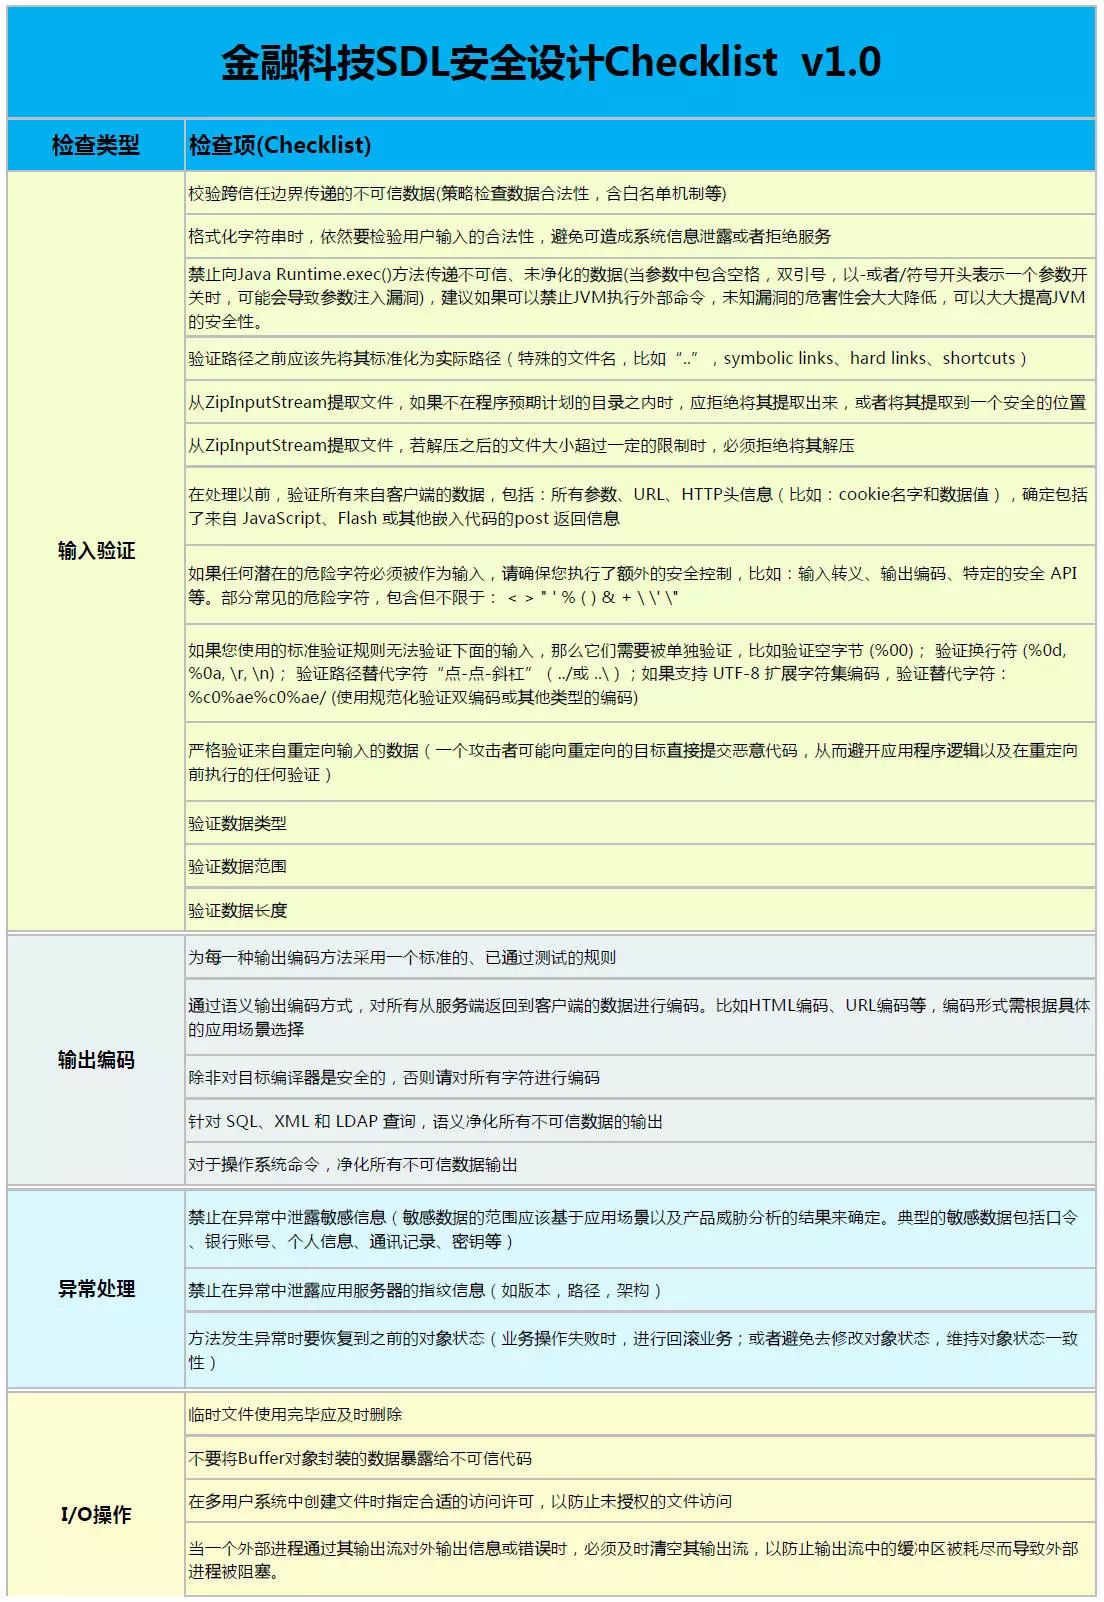 金融科技SDL安全设计Checklist v1.0
检查类型
检查项(Checklist)
输入验证
校验跨信任边界传递的不可信数据(策略检查数据合法性，含白名单机制等)
格式化字符串时，依然要检验用户输入的合法性，避免可造成系统信息泄露或者拒绝服务
禁止向Java Runtime.exec()方法传递不可信、未净化的数据(当参数中包含空格，双引号，以-或者/符号开头表示一个参数开
关时，可能会导致参数注入漏洞)，建议如果可以禁止JVM执行外部命令，未知漏洞的危害性会大大降低，可以大大提高JVM
的安全性。
验证路径之前应该先将其标准化为实际路径（特殊的文件名，比如“..”，symbolic links、hard links、shortcuts）
从ZipInputStream提取文件，如果不在程序预期计划的目录之内时，应拒绝将其提取出来，或者将其提取到一个安全的位置
从ZipInputStream提取文件，若解压之后的文件大小超过一定的限制时，必须拒绝将其解压
在处理以前，验证所有来自客户端的数据，包括：所有参数、URL、HTTP头信息（比如：cookie名字和数据值），确定包括
了来自 JavaScript、Flash 或其他嵌入代码的post 返回信息
如果任何潜在的危险字符必须被作为输入，请确保您执行了额外的安全控制，比如：输入转义、输出编码、特定的安全 API
等。部分常见的危险字符，包含但不限于： < > " ' % ( ) & + \ \' \"
如果您使用的标准验证规则无法验证下面的输入，那么它们需要被单独验证，比如验证空字节 (%00)； 验证换行符 (%0d,
%0a, \r, \n)； 验证路径替代字符“点-点-斜杠”（ ../或 ..\ ）；如果支持 UTF-8 扩展字符集编码，验证替代字符：
%c0%ae%c0%ae/ (使用规范化验证双编码或其他类型的编码)
严格验证来自重定向输入的数据（一个攻击者可能向重定向的目标直接提交恶意代码，从而避开应用程序逻辑以及在重定向
前执行的任何验证）
验证数据类型
验证数据范围
验证数据长度
输出编码
为每一种输出编码方法采用一个标准的、已通过测试的规则
通过语义输出编码方式，对所有从服务端返回到客户端的数据进行编码。比如HTML编码、URL编码等，编码形式需根据具体
的应用场景选择
除非对目标编译器是安全的，否则请对所有字符进行编码
针对 SQL、XML 和 LDAP 查询，语义净化所有不可信数据的输出
对于操作系统命令，净化所有不可信数据输出
异常处理
禁止在异常中泄露敏感信息（敏感数据的范围应该基于应用场景以及产品威胁分析的结果来确定。典型的敏感数据包括口令
、银行账号、个人信息、通讯记录、密钥等）
禁止在异常中泄露应用服务器的指纹信息（如版本，路径，架构）
方法发生异常时要恢复到之前的对象状态（业务操作失败时，进行回滚业务；或者避免去修改对象状态，维持对象状态一致
性）
I/O操作
临时文件使用完毕应及时删除
不要将Buffer对象封装的数据暴露给不可信代码
在多用户系统中创建文件时指定合适的访问许可，以防止未授权的文件访问
当一个外部进程通过其输出流对外输出信息或错误时，必须及时清空其输出流，以防止输出流中的缓冲区被耗尽而导致外部
进程被阻塞。